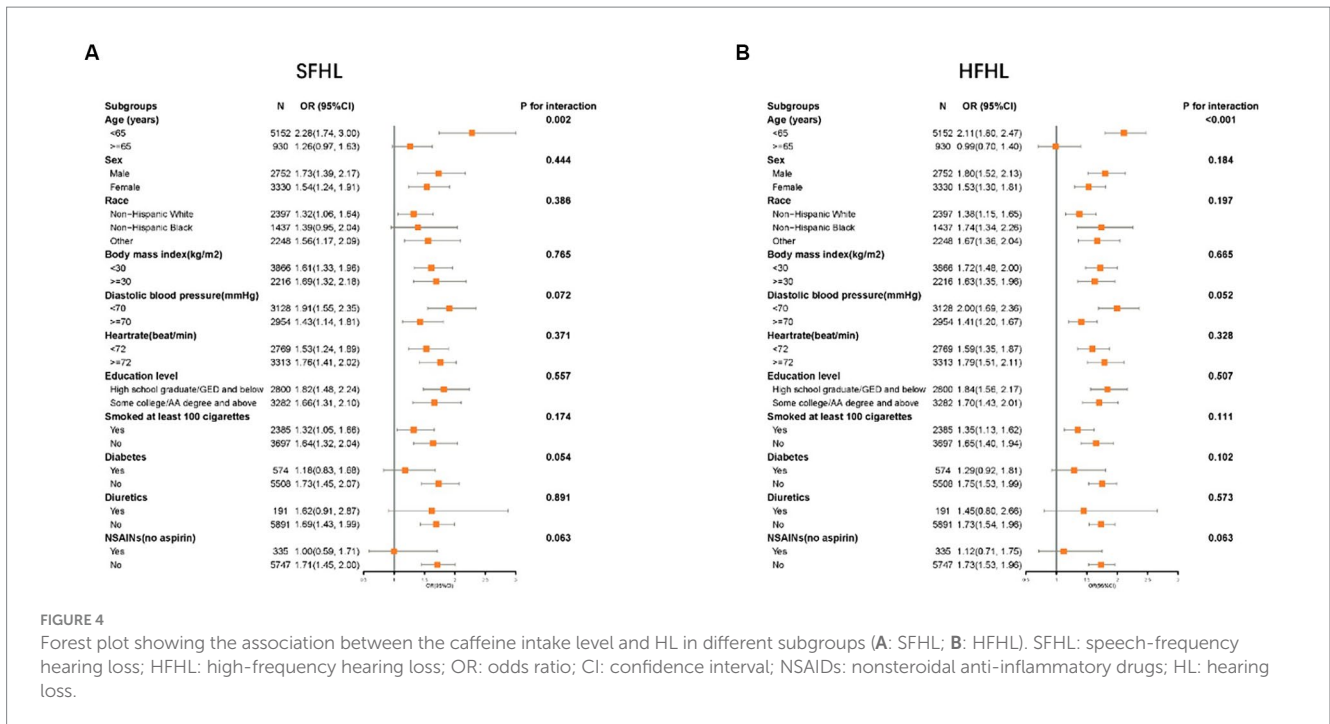 A
SFHL
Subgroups N OR (95%CI) P for interaction
Age (years) 0.002
<65 5152 2.28(1.74, 3.00)
>=65 930 1.26(0.97, 1.63)
Sex 0.444
Male 2752 1.73(1.39, 2.17)
Female 3330 1.54(1.24, 1.91)
Race 0.386
Non-Hispanic White 2397 1.32(1.06, 1.64)
Non-Hispanic Black 1437 1.39(0.95, 2.04)
Other 2248 1.56(1.17, 2.09)
Body mass index(kg/m2) 0.765
<30 3866 1.61(1.33, 1.96)
>=30 2216 1.69(1.32, 2.18)
Diastolic blood pressure(mmHg) 0.072
<70 3128 1.91(1.55, 2.35)
>=70 2954 1.43(1.14, 1.81)
Heartrate(beat/min) 0.371
<72 2769 1.53(1.24, 1.89)
>=72 3313 1.76(1.41, 2.02)
Education level 0.557
High school graduate/GED and below 2800 1.82(1.48, 2.24)
Some college/AA degree and above 3282 1.66(1.31, 2.10)
Smoked at least 100 cigarettes 0.174
Yes 2385 1.32(1.05, 1.66)
No 3697 1.64(1.32, 2.04)
Diabetes 0.054
Yes 574 1.18(0.83, 1.68)
No 5508 1.73(1.45, 2.07)
Diuretics 0.891
Yes 191 1.62(0.91, 2.87)
No 5891 1.69(1.43, 1.99)
NSAINs(no aspirin) 0.063
Yes 335 1.00(0.59, 1.71)
No 5747 1.71(1.45, 2.00)
0.5 1 1.5 2 2.5 3
OR(95%CI)
B
HFHL
Subgroups N OR (95%CI) P for interaction
Age (years) <0.001
<65 5152 2.11(1.80, 2.47)
>=65 930 0.99(0.70, 1.40)
Sex 0.184
Male 2752 1.80(1.52, 2.13)
Female 3330 1.53(1.30, 1.81)
Race 0.197
Non-Hispanic White 2397 1.38(1.15, 1.65)
Non-Hispanic Black 1437 1.74(1.34, 2.26)
Other 2248 1.67(1.36, 2.04)
Body mass index(kg/m2) 0.665
<30 3866 1.72(1.48, 2.00)
>=30 2216 1.63(1.35, 1.96)
Diastolic blood pressure(mmHg) 0.052
<70 3128 2.00(1.69, 2.36)
>=70 2954 1.41(1.20, 1.67)
Heartrate(beat/min) 0.328
<72 2769 1.59(1.35, 1.87)
>=72 3313 1.79(1.51, 2.11)
Education level 0.507
High school graduate/GED and below 2800 1.84(1.56, 2.17)
Some college/AA degree and above 3282 1.70(1.43, 2.01)
Smoked at least 100 cigarettes 0.111
Yes 2385 1.35(1.13, 1.62)
No 3697 1.65(1.40, 1.94)
Diabetes 0.102
Yes 574 1.29(0.92, 1.81)
No 5508 1.75(1.53, 1.99)
Diuretics 0.573
Yes 191 1.45(0.80, 2.66)
No 5891 1.73(1.54, 1.96)
NSAINs(no aspirin) 0.063
Yes 335 1.12(0.71, 1.75)
No 5747 1.73(1.53, 1.96)
0.5 1 1.5 2 2.5 3
OR(95%CI)
FIGURE 4
Forest plot showing the association between the caffeine intake level and HL in different subgroups (A: SFHL; B: HFHL). SFHL: speech-frequency
hearing loss; HFHL: high-frequency hearing loss; OR: odds ratio; CI: confidence interval; NSAIDs: nonsteroidal anti-inflammatory drugs; HL: hearing
loss.